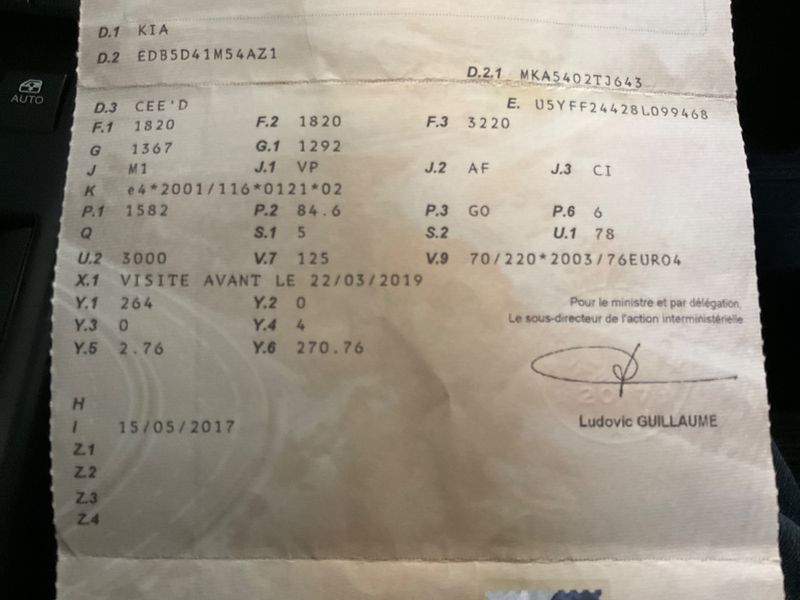 AUTO
D.1 KIA
D.2 EDB5D41M54AZ1
D.2.1 MKA5402TJ643
D.3 CEE'D E. U5YFF24428L099468
F.1 1820 F.2 1820 F.3 3220
G 1367 G.1 1292
J M1 J.1 VP J.2 AF J.3 CI
K e4*2001/116*0121*02
P.1 1582 P.2 84.6 P.3 GO P.6 6
Q S.1 5 S.2 U.1 78
U.2 3000 V.7 125 V.9 70/220*2003/76EURO4
X.1 VISITE AVANT LE 22/03/2019
Y.1 264 Y.2 0
Pour le ministre et par délégation,
Le sous-directeur de l'action interministérielle
Y.3 0 Y.4 4
Y.5 2.76 Y.6 270.76
H
Ludovic GUILLAUME
I 15/05/2017
Z.1
Z.2
Z.3
Z.4